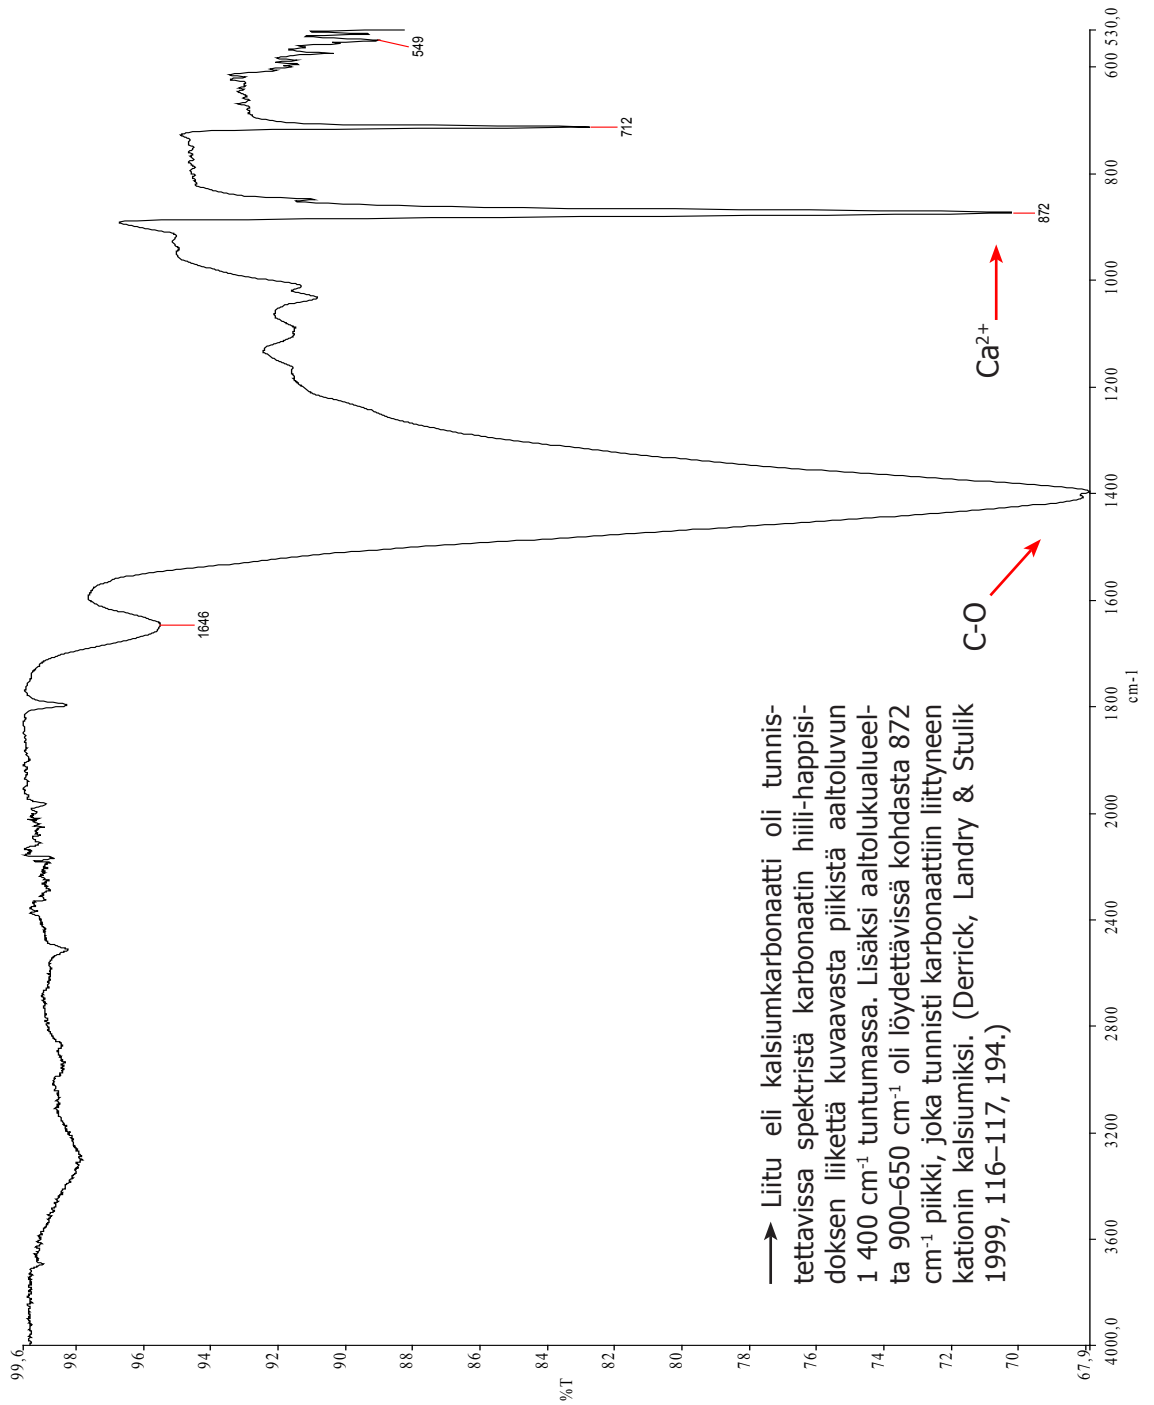 99,6
98
96
94
92
90
88
86
84
82
80
78
76
74
72
70
67,9
%T
4000,0
3600
3200
2800
2400
2000
1800
1600
1400
1200
1000
800
600
530,0
cm-1
1646
872
712
549
C-O
Ca²⁺
→ Liitu eli kalsiumkarbonaatti oli tunnis-
tettavissa spektristä karbonaatin hiili-happisi-
doksen liikettä kuvaavasta piikistä aaltoluvun
1 400 cm⁻¹ tuntumassa. Lisäksi aaltolukualueel-
ta 900–650 cm⁻¹ oli löydettävissä kohdasta 872
cm⁻¹ piikki, joka tunnisti karbonaattiin liittyneen
kationin kalsiumiksi. (Derrick, Landry & Stulik
1999, 116–117, 194.)